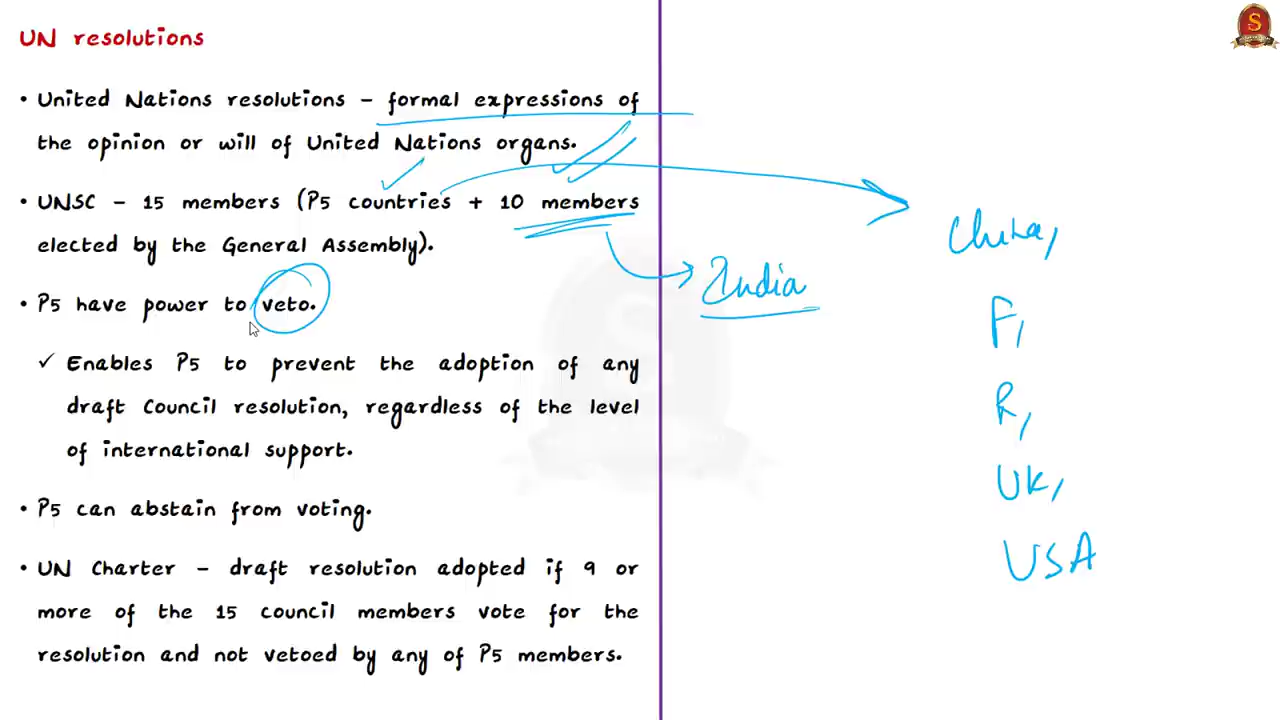 UN resolutions
• United Nations resolutions – formal expressions of
the opinion or will of United Nations organs.
• UNSC – 15 members (P5 countries + 10 members
elected by the General Assembly).
• P5 have power to veto.
✓ Enables P5 to prevent the adoption of any
draft Council resolution, regardless of the level
of international support.
• P5 can abstain from voting.
• UN Charter – draft resolution adopted if 9 or
more of the 15 council members vote for the
resolution and not vetoed by any of P5 members.
India
China,
F,
R,
UK,
USA
S